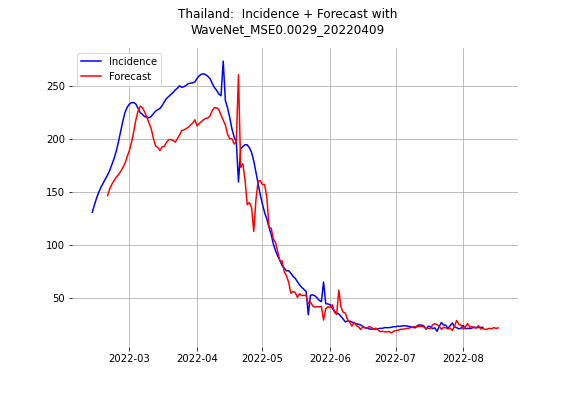 Thailand:  Incidence + Forecast with
WaveNet_MSE0.0029_20220409
Incidence
Forecast
250
200
150
100
50
2022-03
2022-04
2022-05
2022-06
2022-07
2022-08